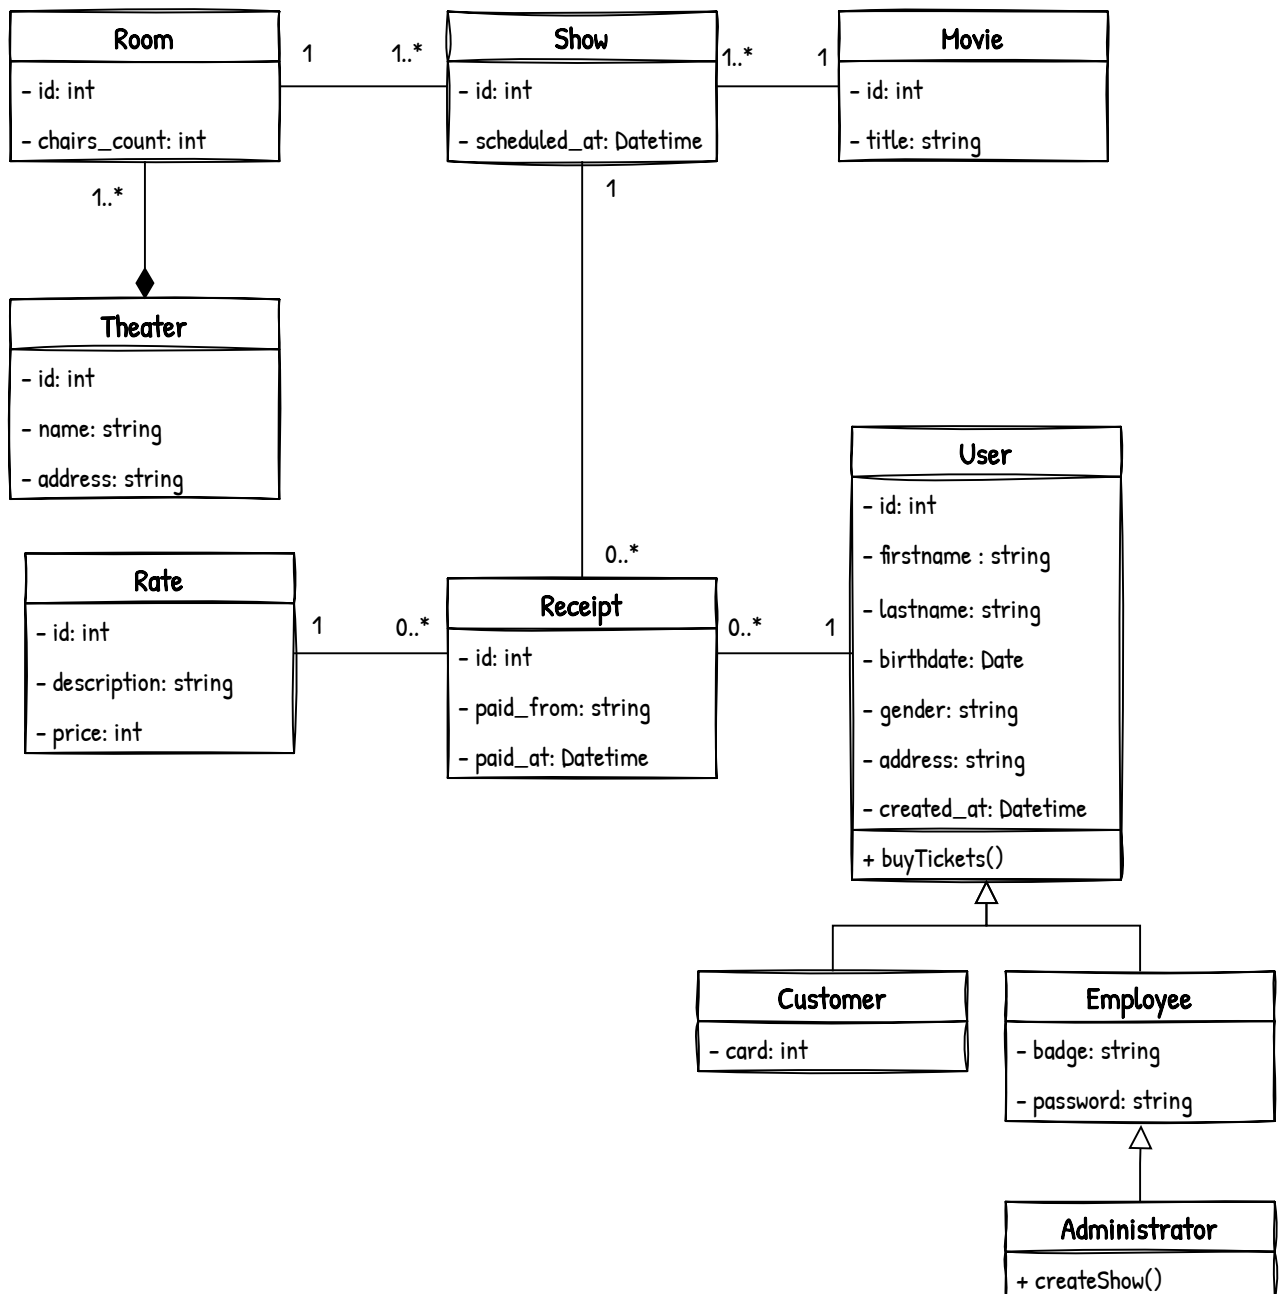 Room
- id: int
- chairs_count: int
1
1..*
Show
- id: int
- scheduled_at: Datetime
1..*
1
Movie
- id: int
- title: string
1..*
1
Theater
- id: int
- name: string
- address: string
0..*
User
- id: int
- firstname : string
- lastname: string
- birthdate: Date
- gender: string
- address: string
- created_at: Datetime
+ buyTickets()
Rate
- id: int
- description: string
- price: int
1
0..*
Receipt
- id: int
- paid_from: string
- paid_at: Datetime
0..*
1
Customer
- card: int
Employee
- badge: string
- password: string
Administrator
+ createShow()